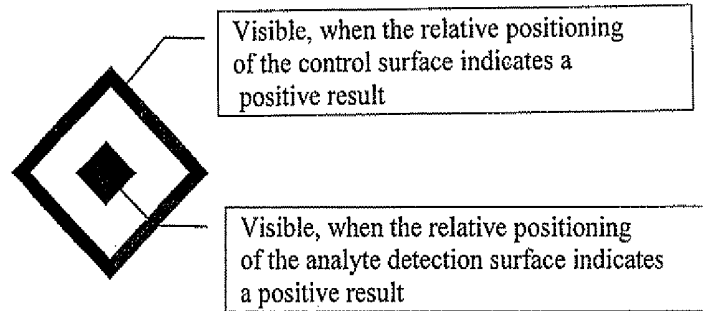 Visible, when the relative positioning
of the control surface indicates a
positive result
Visible, when the relative positioning
of the analyte detection surface indicates
a positive result